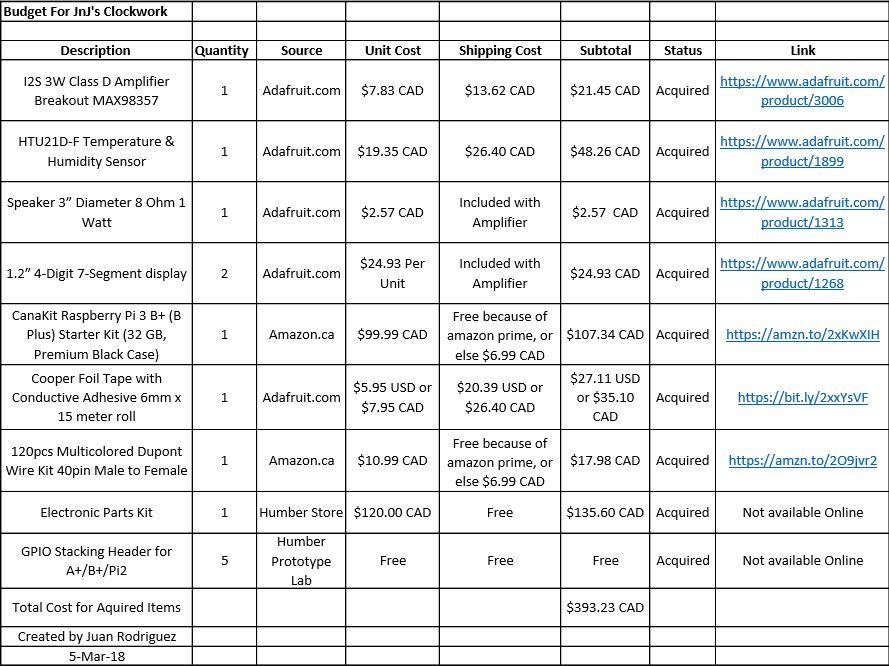 Budget For JnJ's Clockwork
Description Quantity Source Unit Cost Shipping Cost Subtotal Status Link
I2S 3W Class D Amplifier
Breakout MAX98357
1
Adafruit.com
$7.83 CAD
$13.62 CAD
$21.45 CAD
Acquired
https://www.adafruit.com/
product/3006
HTU21D-F Temperature &
Humidity Sensor
1
Adafruit.com
$19.35 CAD
$26.40 CAD
$48.26 CAD
Acquired
https://www.adafruit.com/
product/1899
Speaker 3” Diameter 8 Ohm 1
Watt
1
Adafruit.com
$2.57 CAD
Included with
Amplifier
$2.57 CAD
Acquired
https://www.adafruit.com/
product/1313
1.2” 4-Digit 7-Segment display
2
Adafruit.com
$24.93 Per
Unit
Included with
Amplifier
$24.93 CAD
Acquired
https://www.adafruit.com/
product/1268
CanaKit Raspberry Pi 3 B+ (B
Plus) Starter Kit (32 GB,
Premium Black Case)
1
Amazon.ca
$99.99 CAD
Free because of
amazon prime, or
else $6.99 CAD
$107.34 CAD
Acquired
https://amzn.to/2xKwXIH
Cooper Foil Tape with
Conductive Adhesive 6mm x
15 meter roll
1
Adafruit.com
$5.95 USD or
$7.95 CAD
$20.39 USD or
$26.40 CAD
$27.11 USD
or $35.10
CAD
Acquired
https://bit.ly/2xxYsVF
120pcs Multicolored Dupont
Wire Kit 40pin Male to Female
1
Amazon.ca
$10.99 CAD
Free because of
amazon prime, or
else $6.99 CAD
$17.98 CAD
Acquired
https://amzn.to/2O9jvr2
Electronic Parts Kit
1
Humber Store
$120.00 CAD
Free
$135.60 CAD
Acquired
Not available Online
GPIO Stacking Header for
A+/B+/Pi2
5
Humber
Prototype
Lab
Free
Free
Free
Acquired
Not available Online
Total Cost for Aquired Items
$393.23 CAD
Created by Juan Rodriguez
5-Mar-18